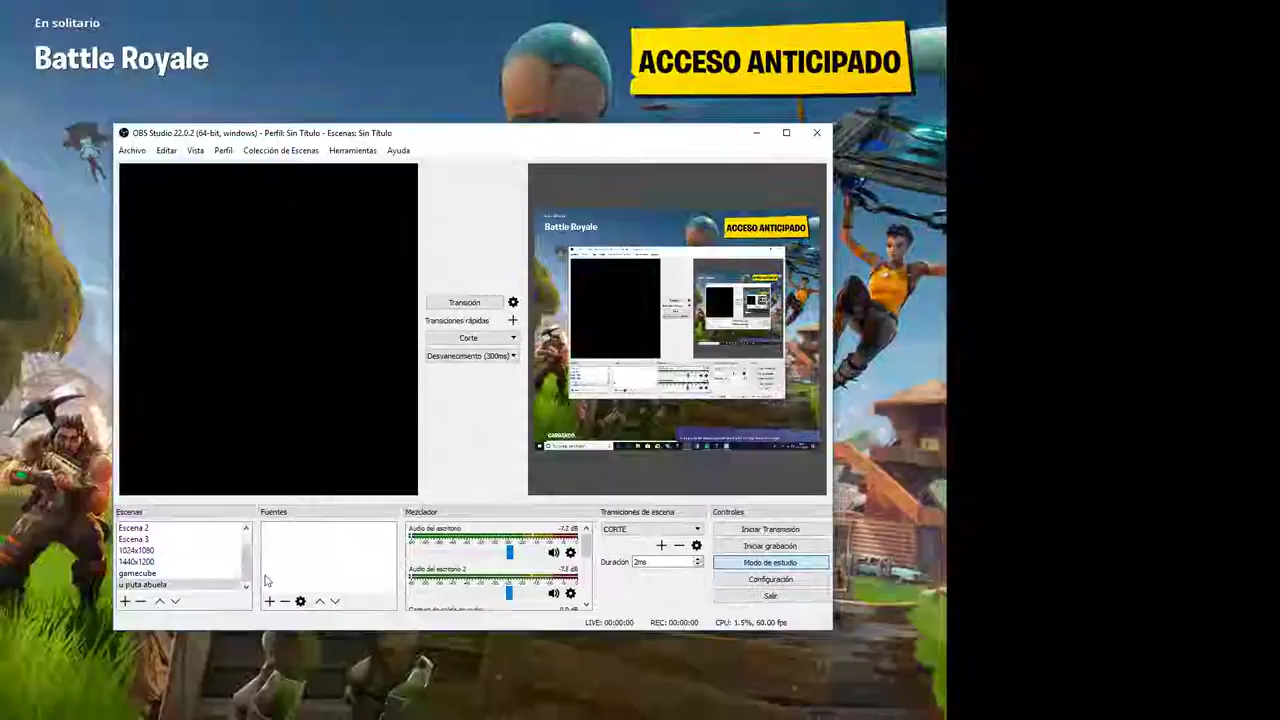 En solitario
Battle Royale
ACCESO ANTICIPADO
OBS Studio 22.0.2 (64-bit, windows) - Perfil: Sin Título - Escenas: Sin Título
Archivo Editar Vista Perfil Colección de Escenas Herramientas Ayuda
Battle Royale
ACCESO ANTICIPADO
Transición
Transiciones rápidas
Corte
Desvanecimiento (300ms)
Escenas
Escena 2
Escena 3
1024x1080
1440x1200
gamecube
u puta abuela
Fuentes
Mezclador
Audio del escritorio -7.2 dB
Audio del escritorio 2 -7.5 dB
Transiciones de escena
CORTE
Duración 2ms
Controles
Iniciar Transmisión
Iniciar grabación
Modo de estudio
Configuración
Salir
LIVE: 00:00:00 REC: 00:00:00 CPU: 1.5%, 60.00 fps